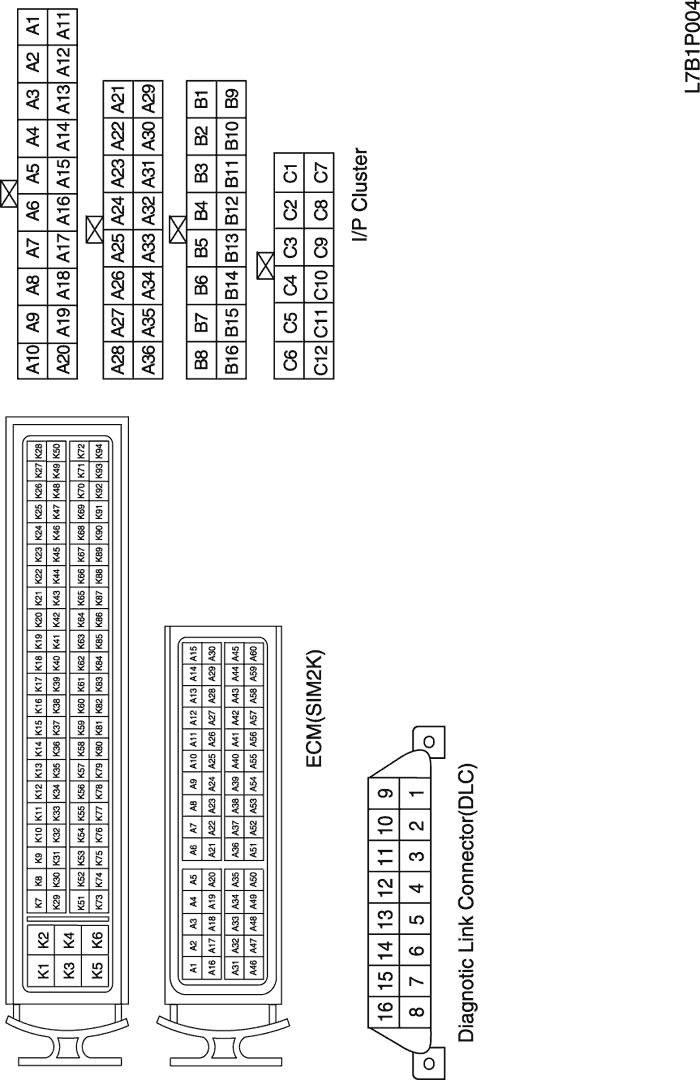 K1 K2
K3 K4
K5 K6
K7 K8 K9 K10 K11 K12 K13 K14 K15 K16 K17 K18 K19 K20 K21 K22 K23 K24 K25 K26 K27 K28
K29 K30 K31 K32 K33 K34 K35 K36 K37 K38 K39 K40 K41 K42 K43 K44 K45 K46 K47 K48 K49 K50
K51 K52 K53 K54 K55 K56 K57 K58 K59 K60 K61 K62 K63 K64 K65 K66 K67 K68 K69 K70 K71 K72
K73 K74 K75 K76 K77 K78 K79 K80 K81 K82 K83 K84 K85 K86 K87 K88 K89 K90 K91 K92 K93 K94
A1 A2 A3 A4 A5 A6 A7 A8 A9 A10 A11 A12 A13 A14 A15
A16 A17 A18 A19 A20 A21 A22 A23 A24 A25 A26 A27 A28 A29 A30
A31 A32 A33 A34 A35 A36 A37 A38 A39 A40 A41 A42 A43 A44 A45
A46 A47 A48 A49 A50 A51 A52 A53 A54 A55 A56 A57 A58 A59 A60
ECM(SIM2K)
A10 A9 A8 A7 A6 A5 A4 A3 A2 A1
A20 A19 A18 A17 A16 A15 A14 A13 A12 A11
A28 A27 A26 A25 A24 A23 A22 A21
A36 A35 A34 A33 A32 A31 A30 A29
B8 B7 B6 B5 B4 B3 B2 B1
B16 B15 B14 B13 B12 B11 B10 B9
C6 C5 C4 C3 C2 C1
C12 C11 C10 C9 C8 C7
I/P Cluster
16 15 14 13 12 11 10 9
8 7 6 5 4 3 2 1
Diagnotic Link Connector(DLC)
L7B1P004